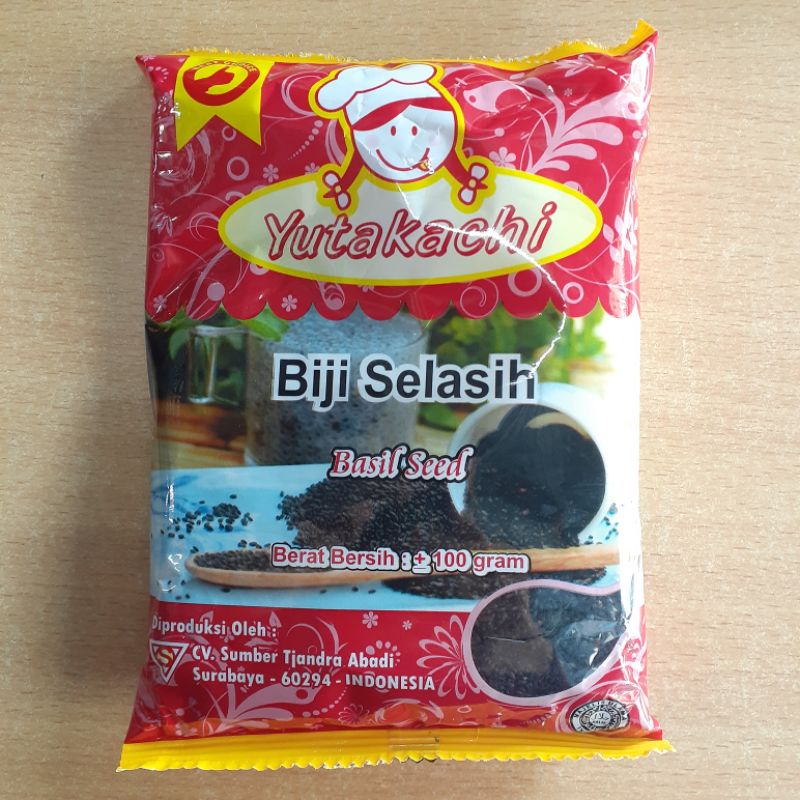 Yutakachi
Biji Selasih
Basil Seed
Berat Bersih : ± 100 gram
Diproduksi Oleh :
CV. Sumber Tjandra Abadi
Surabaya - 60294 - INDONESIA